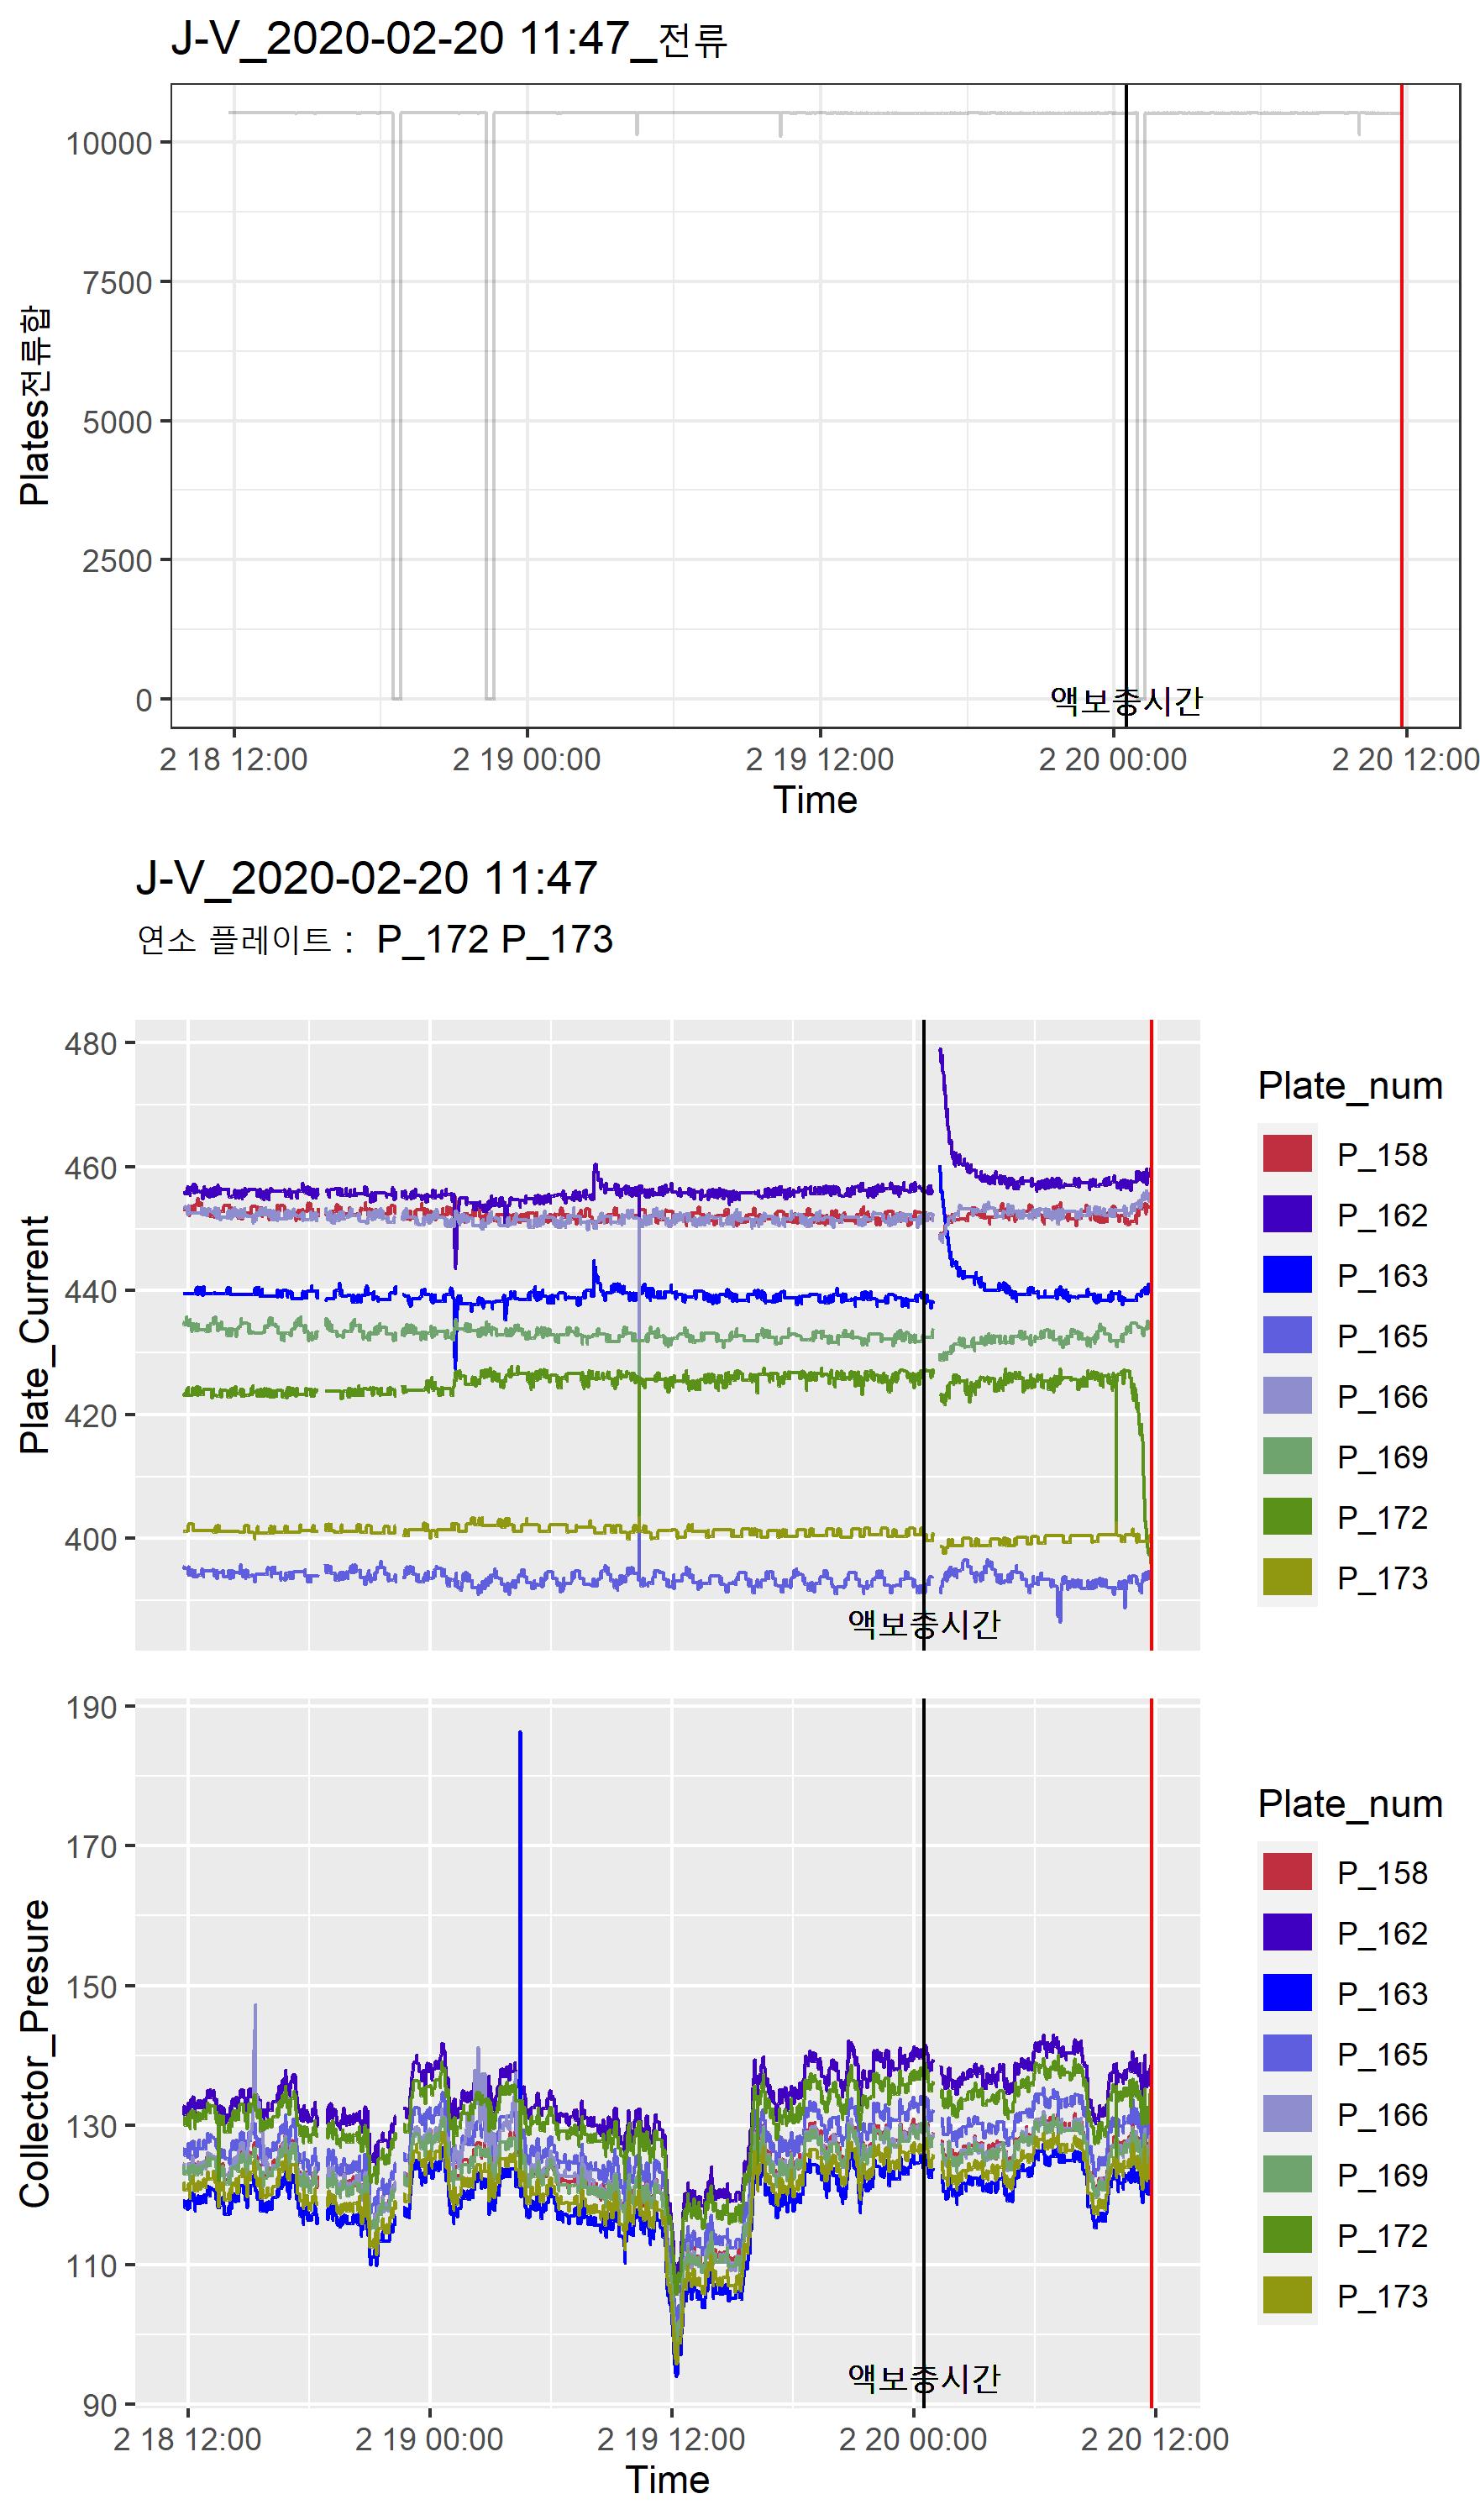 J-V_2020-02-20 11:47_전류
Plates전류합
10000
7500
5000
2500
0
액보충시간
2 18 12:00
2 19 00:00
2 19 12:00
2 20 00:00
2 20 12:00
Time
J-V_2020-02-20 11:47
연소 플레이트 : P_172 P_173
Plate_Current
480
460
440
420
400
액보충시간
Plate_num
P_158
P_162
P_163
P_165
P_166
P_169
P_172
P_173
Collector_Presure
190
170
150
130
110
90
액보충시간
2 18 12:00
2 19 00:00
2 19 12:00
2 20 00:00
2 20 12:00
Time
Plate_num
P_158
P_162
P_163
P_165
P_166
P_169
P_172
P_173